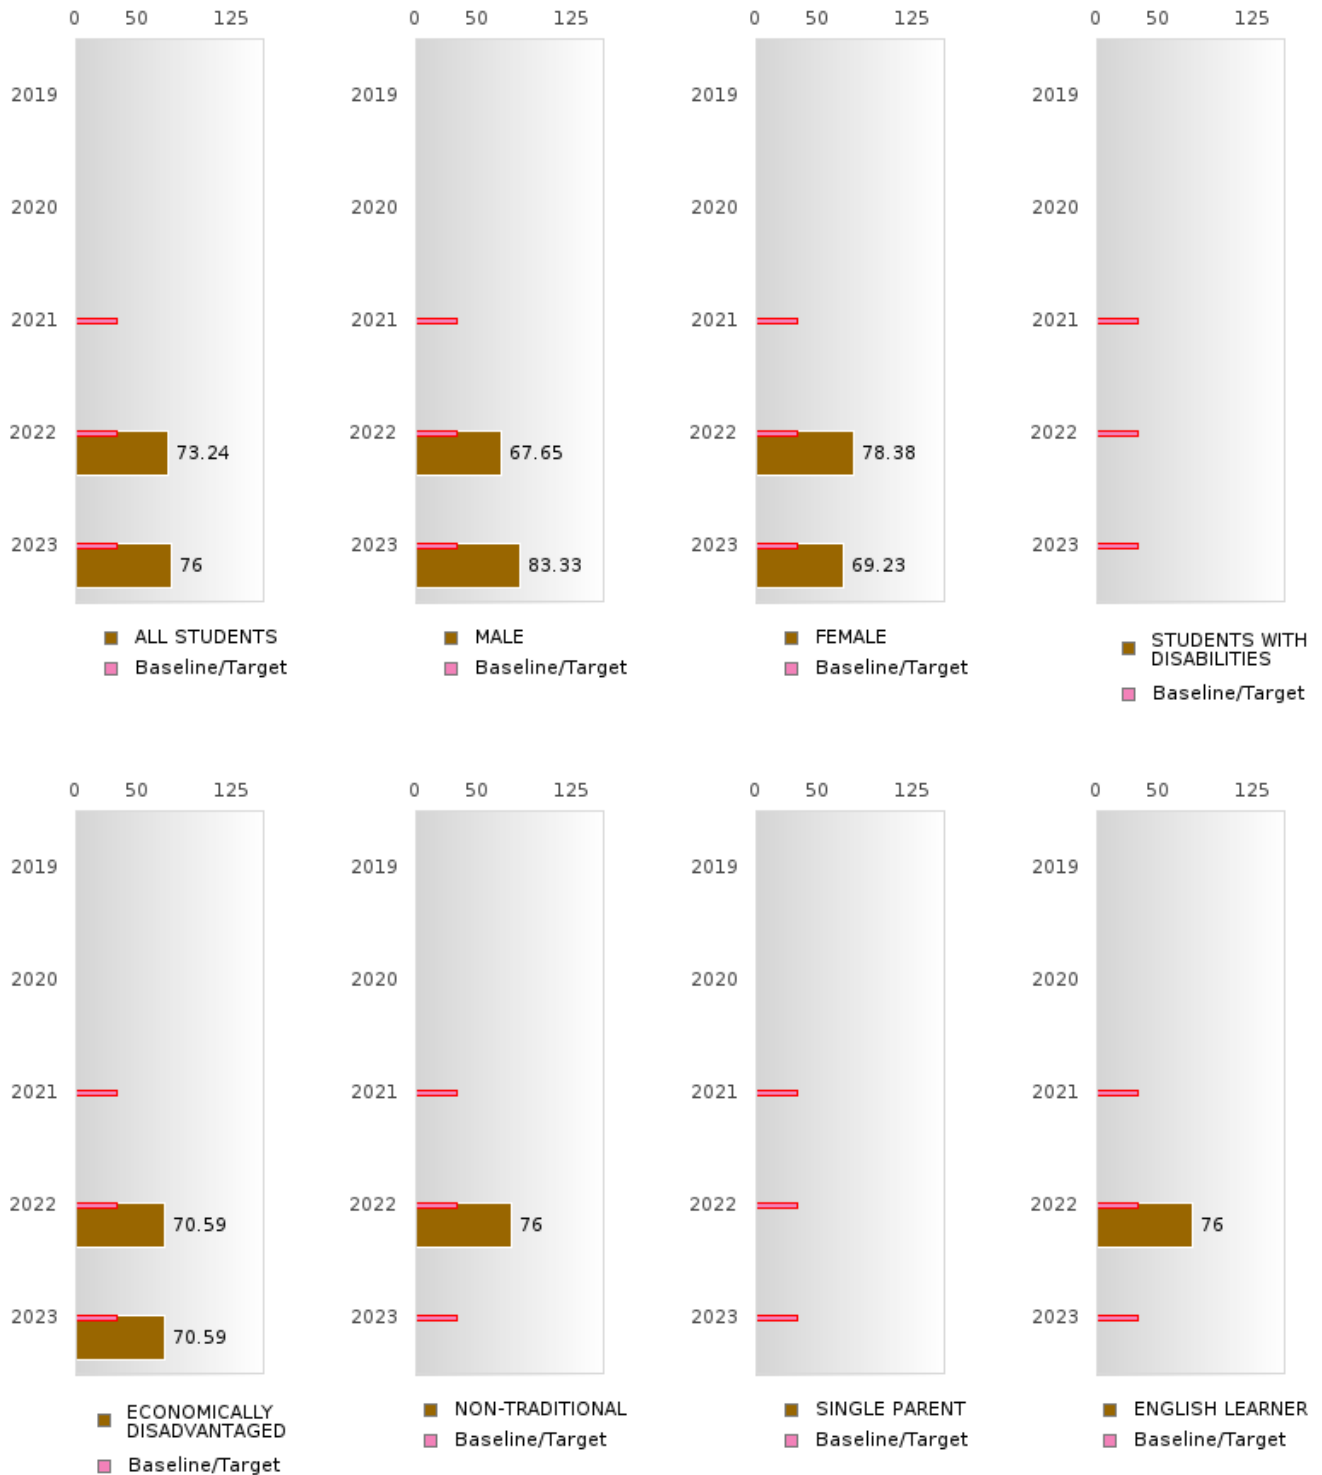 0 50 125
2019
2020
2021
2022 73.24
2023 76
ALL STUDENTS
Baseline/Target
0 50 125
2019
2020
2021
2022 67.65
2023 83.33
MALE
Baseline/Target
0 50 125
2019
2020
2021
2022 78.38
2023 69.23
FEMALE
Baseline/Target
0 50 125
2019
2020
2021
2022
2023
STUDENTS WITH
DISABILITIES
Baseline/Target
0 50 125
2019
2020
2021
2022 70.59
2023 70.59
ECONOMICALLY
DISADVANTAGED
Baseline/Target
0 50 125
2019
2020
2021
2022 76
2023
NON-TRADITIONAL
Baseline/Target
0 50 125
2019
2020
2021
2022
2023
SINGLE PARENT
Baseline/Target
0 50 125
2019
2020
2021
2022 76
2023
ENGLISH LEARNER
Baseline/Target